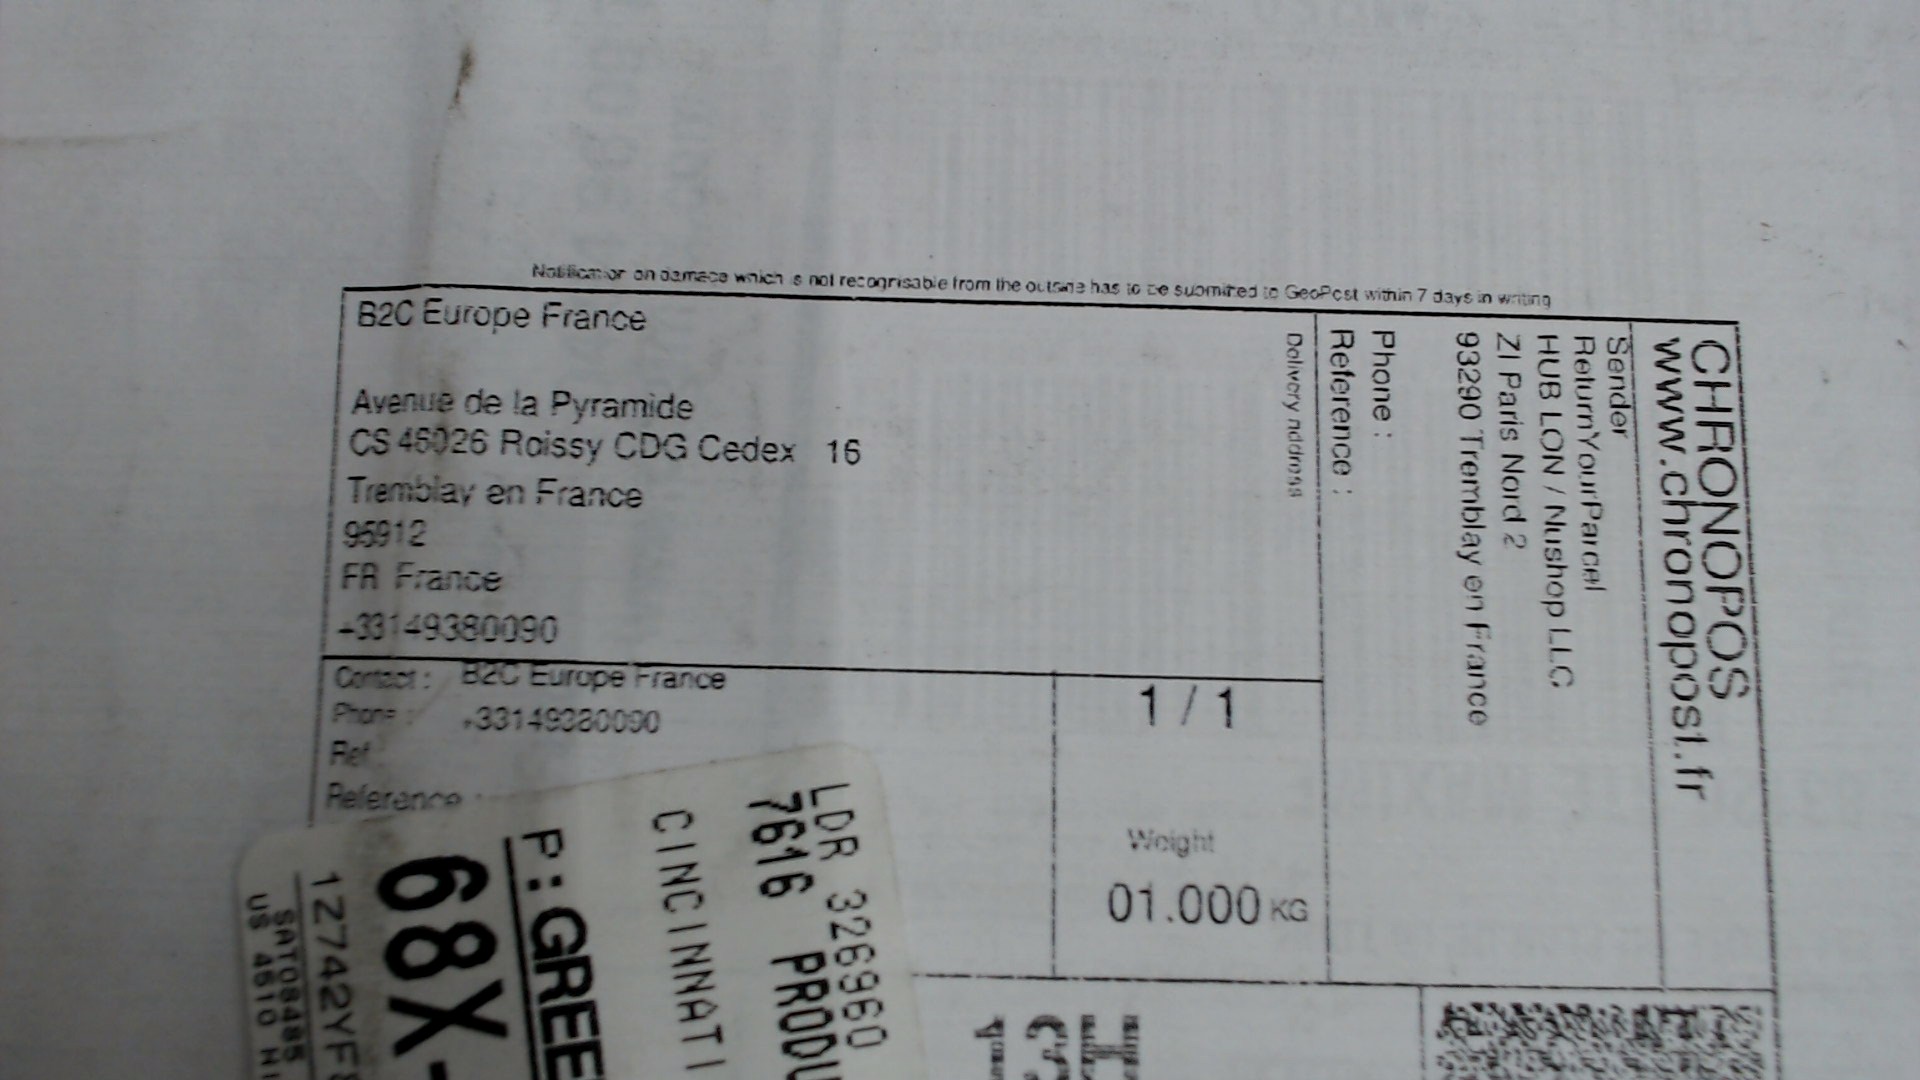 Notification on damage which is not recognisable from the outside has to be submitted to GeoPost within 7 days in writing
CHRONOPOS
www.chronopost.fr
Sender
ReturnYourParcel
HUB LON / Nushop LLC
ZI Paris Nord 2
93290 Tremblay en France
Phone :
Reference :
Delivery Address
B2C Europe France
Avenue de la Pyramide
CS 46026 Roissy CDG Cedex 16
Tremblay en France
95912
FR France
+33149380090
Contact : B2C Europe France
Phone : +33149380090
Ref
Reference :
1 / 1
Weight
01.000 KG
LDR 326960
7616 PRODU
CINCINNATI
P: GREE
68X-
1Z742YF
SATO8485
US 4510